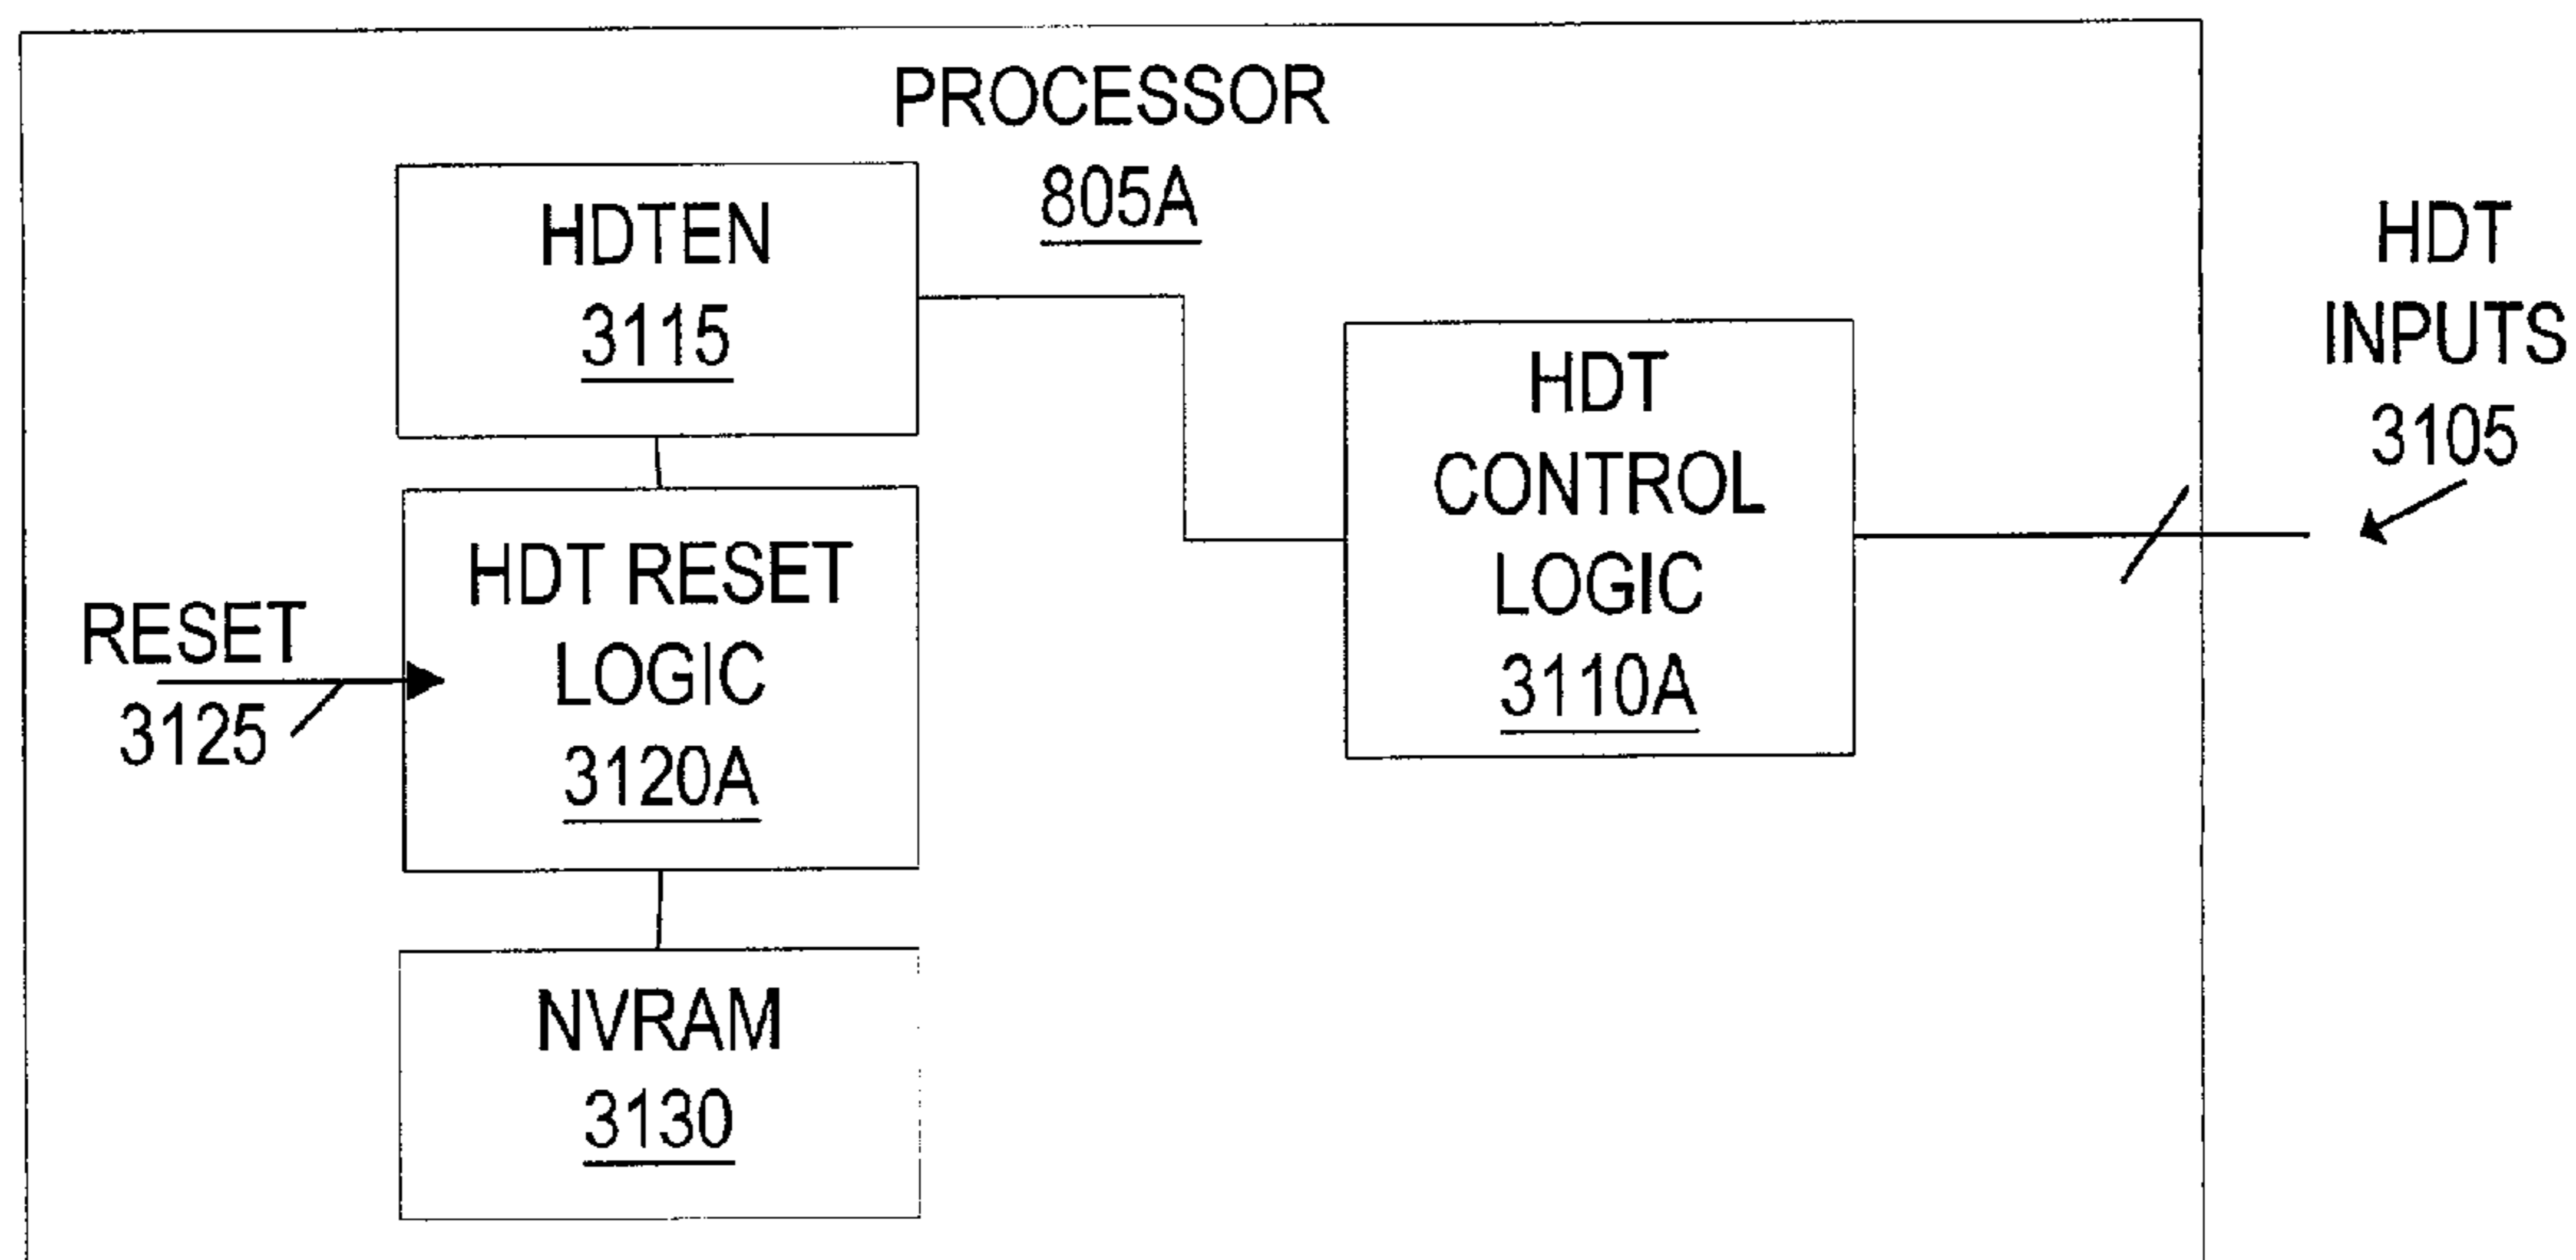 PROCESSOR
805A
HDTEN
3115
HDT
INPUTS
3105
HDT
CONTROL
LOGIC
3110A
HDT RESET
LOGIC
3120A
RESET
3125
NVRAM
3130